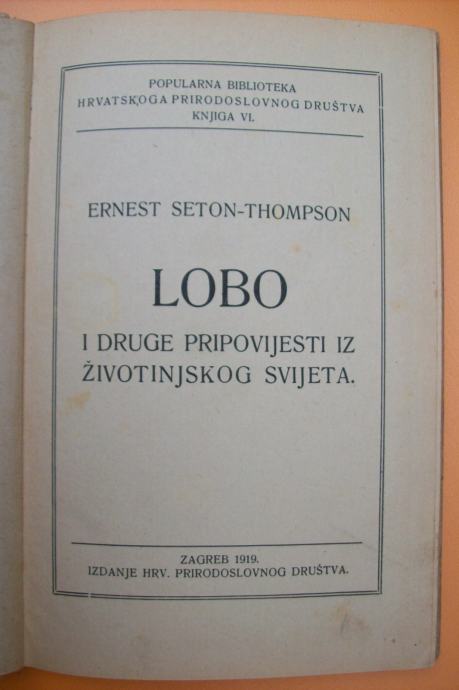 POPULARNA BIBLIOTEKA
HRVATSKOGA PRIRODOSLOVNOG DRUŠTVA
KNJIGA VI.
ERNEST SETON-THOMPSON
LOBO
I DRUGE PRIPOVIJESTI IZ
ŽIVOTINJSKOG SVIJETA.
ZAGREB 1919.
IZDANJE HRV. PRIRODOSLOVNOG DRUŠTVA.